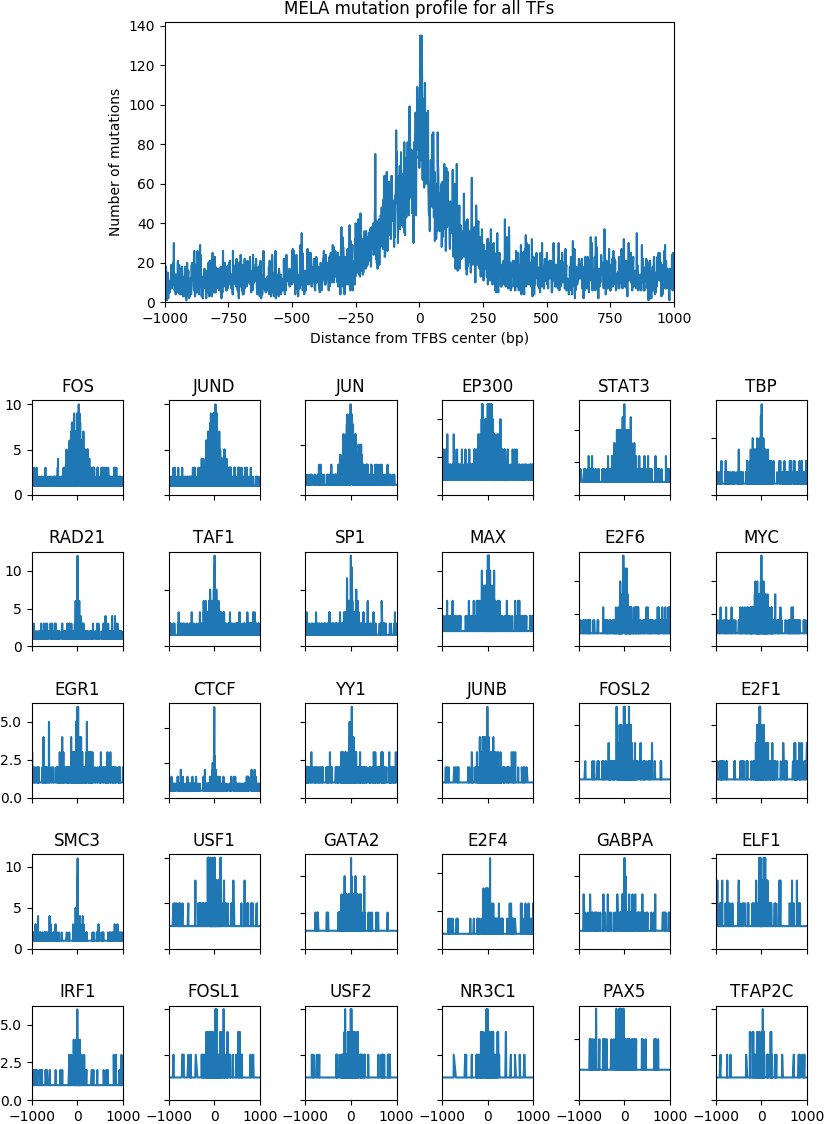 MELA mutation profile for all TFs
140
120
100
80
60
40
20
0
Number of mutations
−1000 −750 −500 −250 0 250 500 750 1000
Distance from TFBS center (bp)
FOS JUND JUN EP300 STAT3 TBP
10
5
0
RAD21 TAF1 SP1 MAX E2F6 MYC
10
5
0
EGR1 CTCF YY1 JUNB FOSL2 E2F1
5.0
2.5
0.0
SMC3 USF1 GATA2 E2F4 GABPA ELF1
10
5
0
IRF1 FOSL1 USF2 NR3C1 PAX5 TFAP2C
5.0
2.5
0.0
−1000 0 1000 −1000 0 1000 −1000 0 1000 −1000 0 1000 −1000 0 1000 −1000 0 1000